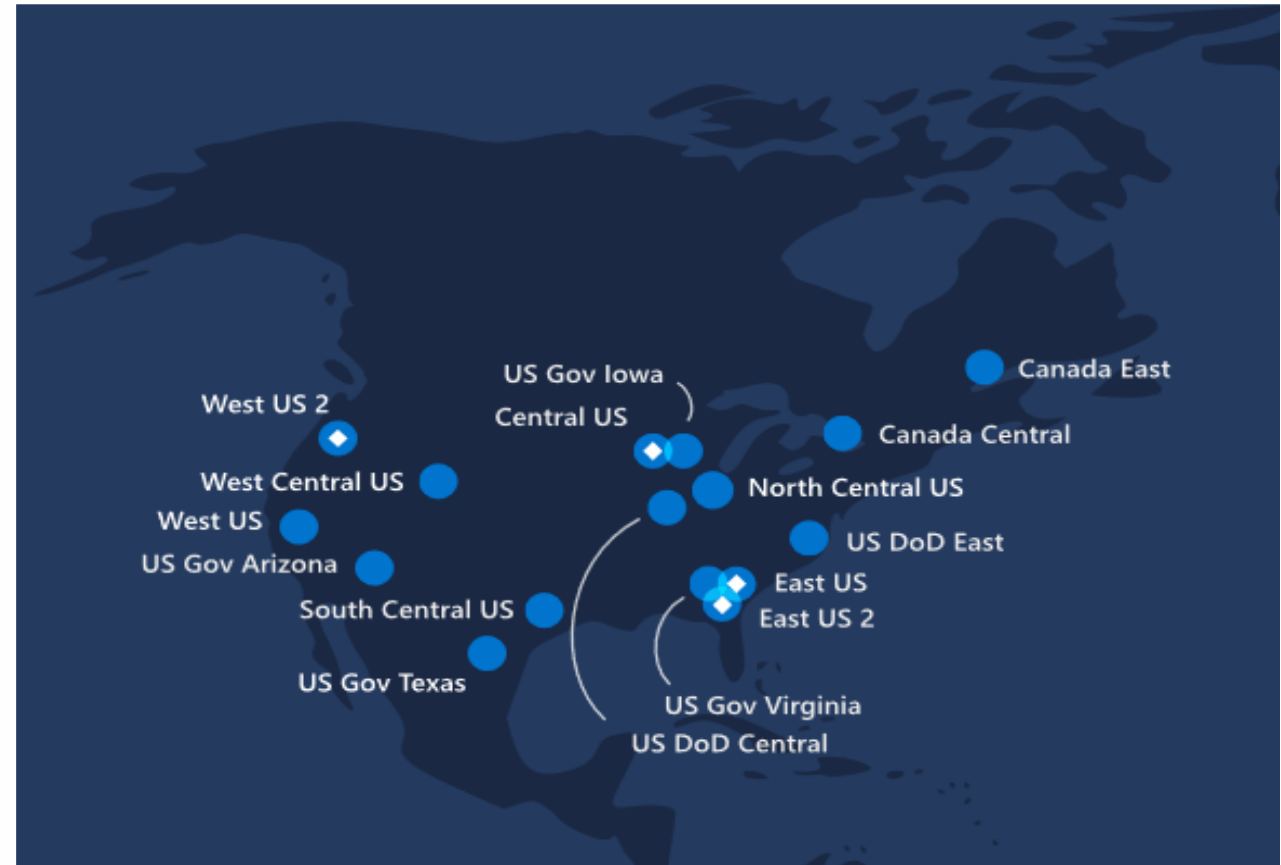 US Gov Iowa
Canada East
West US 2
Central US
Canada Central
West Central US
North Central US
West US
US DoD East
US Gov Arizona
East US
South Central US
East US 2
US Gov Texas
US Gov Virginia
US DoD Central